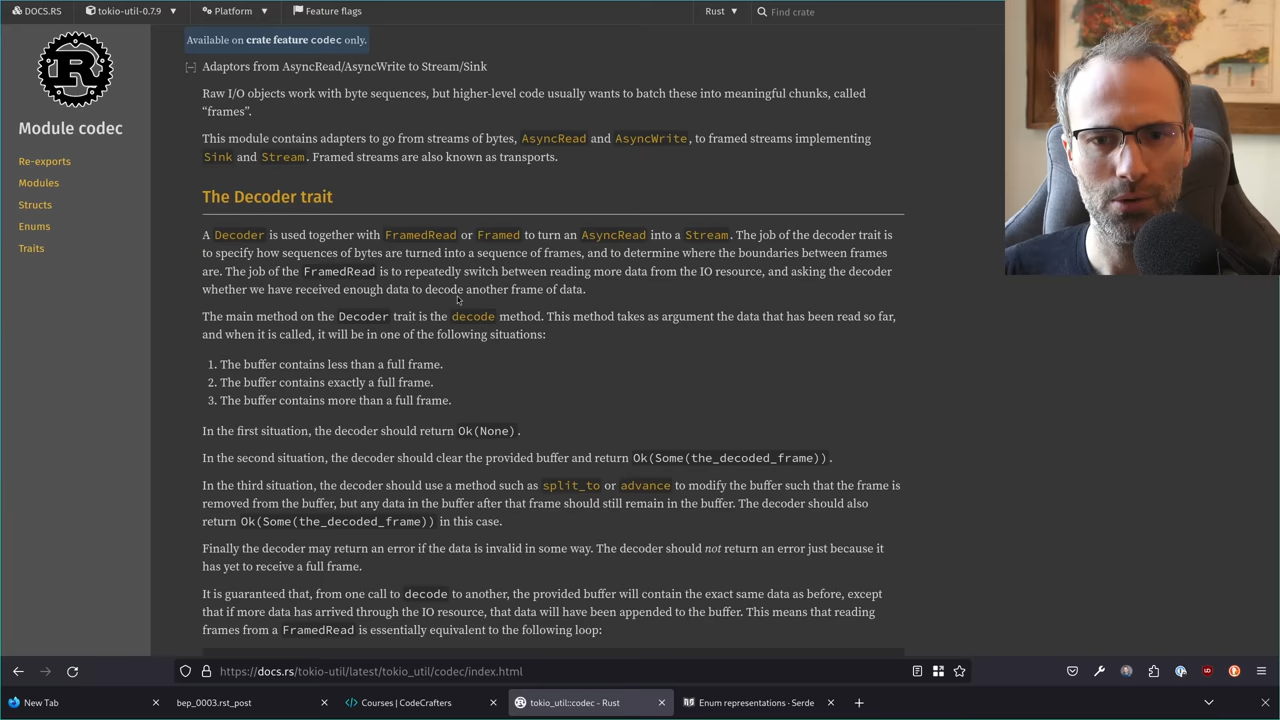 DOCS.RS
tokio-util-0.7.9
Platform
Feature flags
Rust
Find crate
Module codec
Re-exports
Modules
Structs
Enums
Traits
Available on crate feature codec only.
[−] Adaptors from AsyncRead/AsyncWrite to Stream/Sink
Raw I/O objects work with byte sequences, but higher-level code usually wants to batch these into meaningful chunks, called
“frames”.
This module contains adapters to go from streams of bytes, AsyncRead and AsyncWrite, to framed streams implementing
Sink and Stream. Framed streams are also known as transports.
The Decoder trait
A Decoder is used together with FramedRead or Framed to turn an AsyncRead into a Stream. The job of the decoder trait is
to specify how sequences of bytes are turned into a sequence of frames, and to determine where the boundaries between frames
are. The job of the FramedRead is to repeatedly switch between reading more data from the IO resource, and asking the decoder
whether we have received enough data to decode another frame of data.
The main method on the Decoder trait is the decode method. This method takes as argument the data that has been read so far,
and when it is called, it will be in one of the following situations:
1. The buffer contains less than a full frame.
2. The buffer contains exactly a full frame.
3. The buffer contains more than a full frame.
In the first situation, the decoder should return Ok(None).
In the second situation, the decoder should clear the provided buffer and return Ok(Some(the_decoded_frame)).
In the third situation, the decoder should use a method such as split_to or advance to modify the buffer such that the frame is
removed from the buffer, but any data in the buffer after that frame should still remain in the buffer. The decoder should also
return Ok(Some(the_decoded_frame)) in this case.
Finally the decoder may return an error if the data is invalid in some way. The decoder should not return an error just because it
has yet to receive a full frame.
It is guaranteed that, from one call to decode to another, the provided buffer will contain the exact same data as before, except
that if more data has arrived through the IO resource, that data will have been appended to the buffer. This means that reading
frames from a FramedRead is essentially equivalent to the following loop:
https://docs.rs/tokio-util/latest/tokio_util/codec/index.html
New Tab
bep_0003.rst_post
Courses | CodeCrafters
tokio_util::codec - Rust
Enum representations · Serde